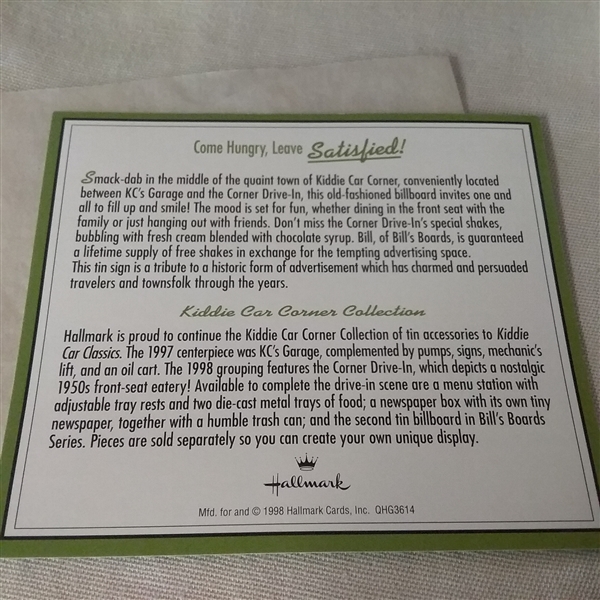 Come Hungry, Leave Satisfied!
Smack-dab in the middle of the quaint town of Kiddie Car Corner, conveniently located
between KC's Garage and the Corner Drive-In, this old-fashioned billboard invites one and
all to fill up and smile! The mood is set for fun, whether dining in the front seat with the
family or just hanging out with friends. Don't miss the Corner Drive-In's special shakes,
bubbling with fresh cream blended with chocolate syrup. Bill, of Bill's Boards, is guaranteed
a lifetime supply of free shakes in exchange for the tempting advertising space.
This tin sign is a tribute to a historic form of advertisement which has charmed and persuaded
travelers and townsfolk through the years.
Kiddie Car Corner Collection
Hallmark is proud to continue the Kiddie Car Corner Collection of tin accessories to Kiddie
Car Classics. The 1997 centerpiece was KC's Garage, complemented by pumps, signs, mechanic's
lift, and an oil cart. The 1998 grouping features the Corner Drive-In, which depicts a nostalgic
1950s front-seat eatery! Available to complete the drive-in scene are a menu station with
adjustable tray rests and two die-cast metal trays of food; a newspaper box with its own tiny
newspaper, together with a humble trash can; and the second tin billboard in Bill's Boards
Series. Pieces are sold separately so you can create your own unique display.
Hallmark
Mfd. for and © 1998 Hallmark Cards, Inc. QHG3614